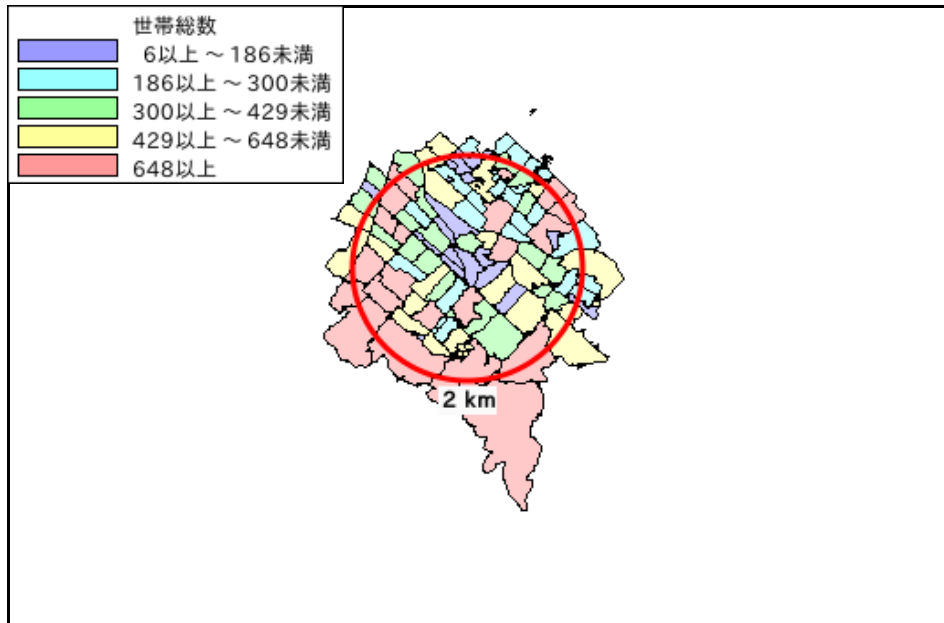 世帯総数
6以上 ～ 186未満
186以上 ～ 300未満
300以上 ～ 429未満
429以上 ～ 648未満
648以上
2 km